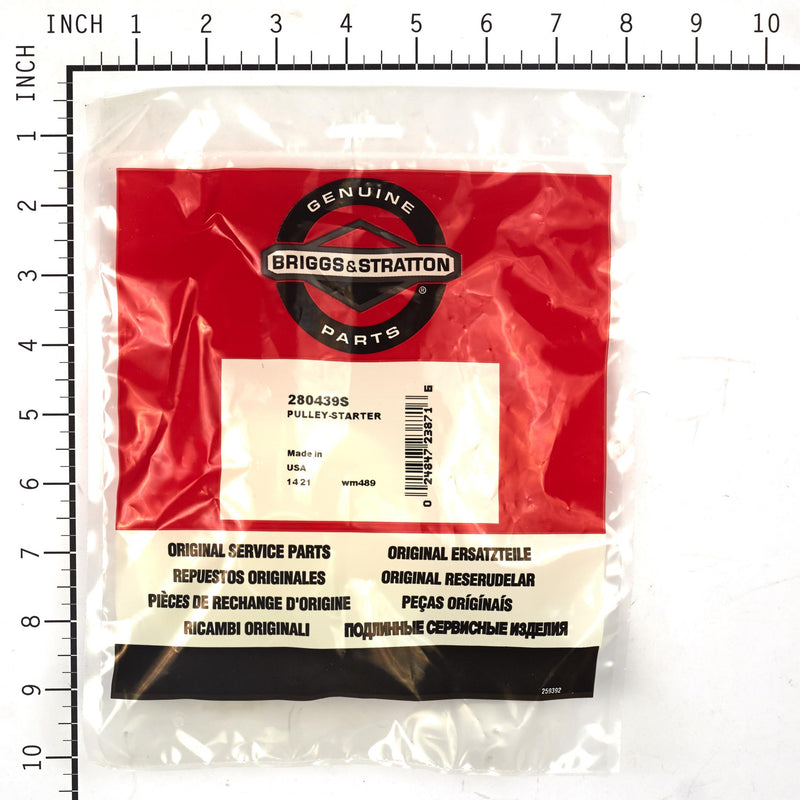 INCH 1 2 3 4 5 6 7 8 9 10
INCH
1
2
3
4
5
6
7
8
9
10
GENUINE
BRIGGS&STRATTON
®
PARTS
280439S
PULLEY-STARTER
Made in
USA
14 21 wm489
0 24847 23871 6
ORIGINAL SERVICE PARTS ORIGINAL ERSATZTEILE
REPUESTOS ORIGINALES ORIGINAL RESERUDELAR
PIÈCES DE RECHANGE D'ORIGINE PEÇAS ORÍGÍNAÍS
RICAMBI ORIGINALI ПОДЛИННЫЕ СЕРВИСНЫЕ ИЗДЕЛИЯ
259392